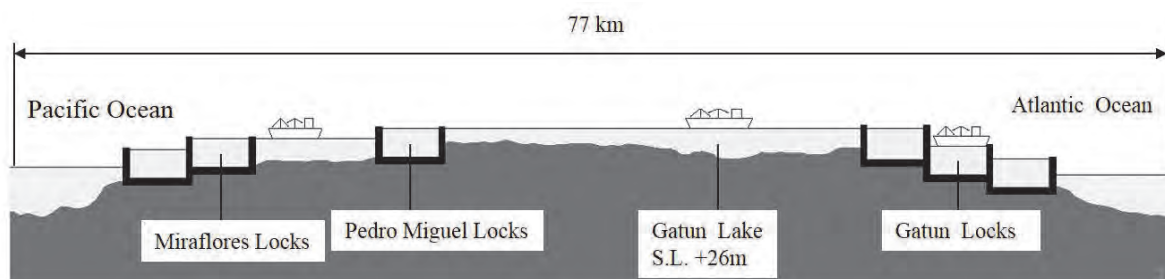 77 km
Pacific Ocean
Atlantic Ocean
Miraflores Locks
Pedro Miguel Locks
Gatun Lake
S.L. +26m
Gatun Locks